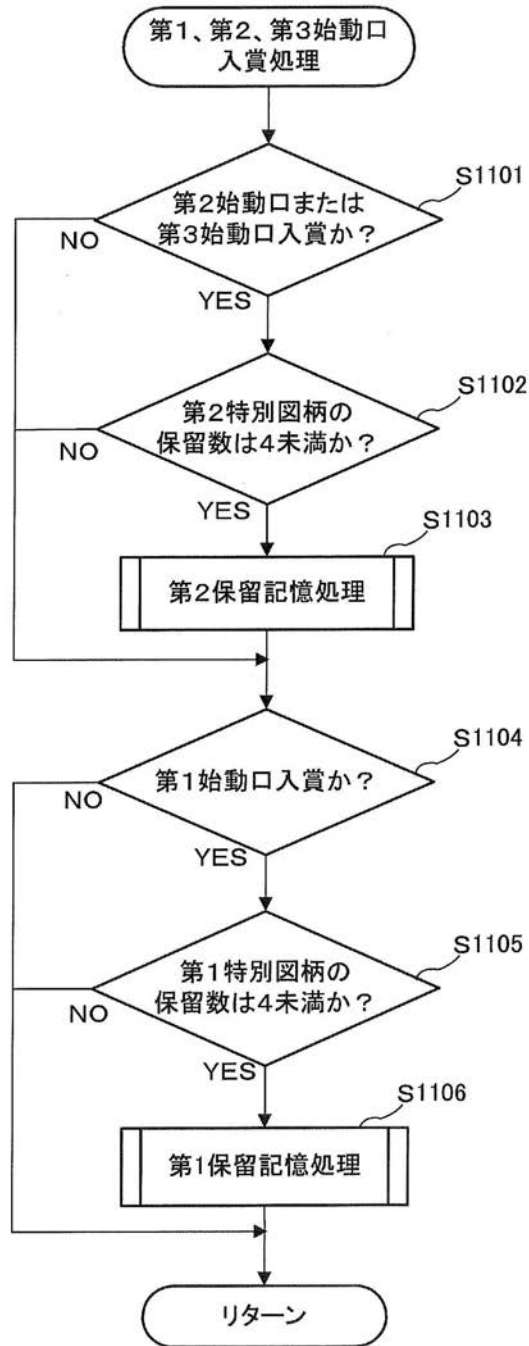 第1、第2、第3始動口
入賞処理
S1101
第2始動口または
第3始動口入賞か？
NO
YES
S1102
第2特別図柄の
保留数は4未満か？
NO
YES
S1103
第2保留記憶処理
S1104
第1始動口入賞か？
NO
YES
S1105
第1特別図柄の
保留数は4未満か？
NO
YES
S1106
第1保留記憶処理
リターン